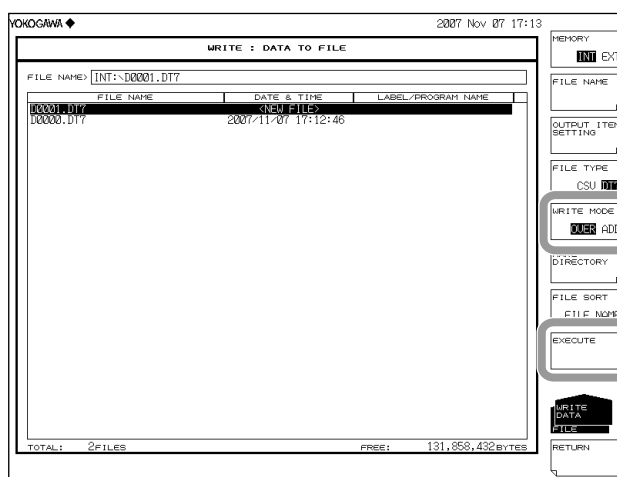 YOKOGAWA ◆ 2007 Nov 07 17:13
WRITE : DATA TO FILE
FILE NAME> INT:\D0001.DT7
FILE NAME DATE & TIME LABEL/PROGRAM NAME
D0001.DT7 <NEW FILE>
D0000.DT7 2007/11/07 17:12:46
TOTAL: 2FILES FREE: 131,858,432BYTES
MEMORY
INT EXT
FILE NAME
OUTPUT ITEM
SETTING
FILE TYPE
CSV DT7
WRITE MODE
OVER ADD
DIRECTORY
FILE SORT
FILE NAME
EXECUTE
WRITE
DATA
FILE
RETURN